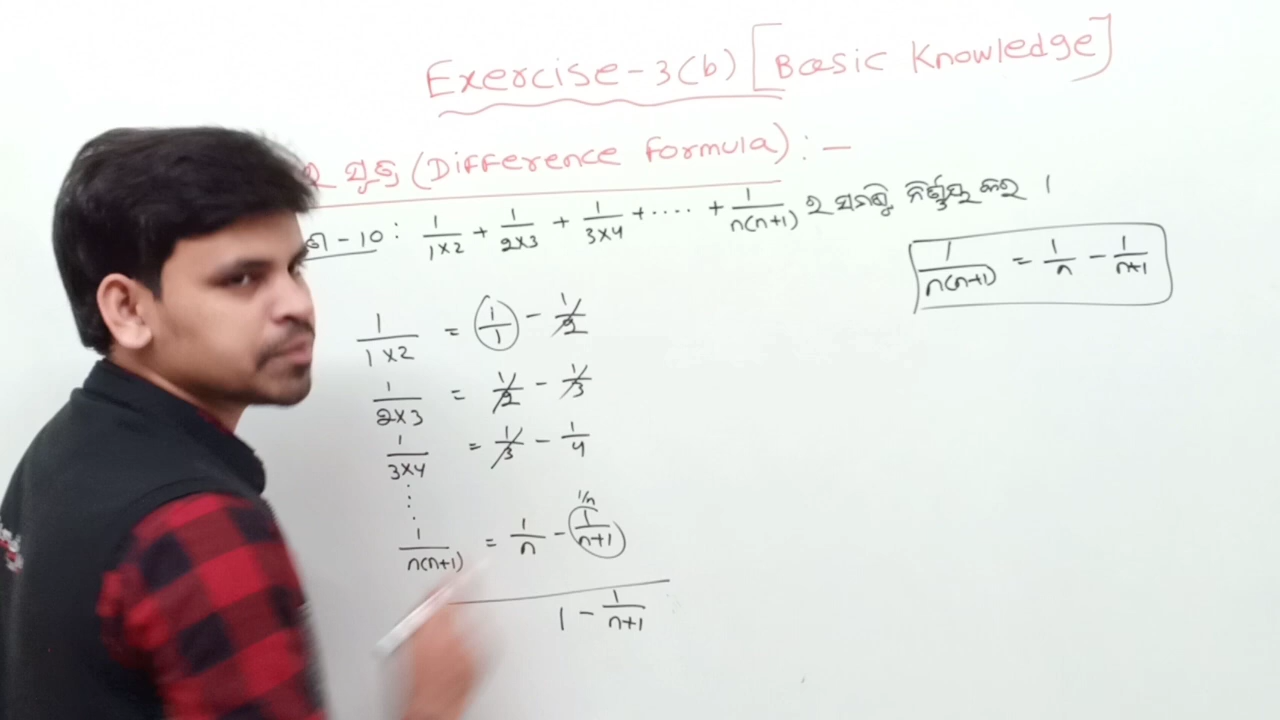 Exercise-3(b) [Basic Knowledge]
ର ସୂତ୍ର (Difference formula) :-
ଣ - 10 : 1/(1×2) + 1/(2×3) + 1/(3×4) + .... + 1/(n(n+1)) ର ସମଷ୍ଟି ନିର୍ଣ୍ଣୟ କର ।
1/(n(n+1)) = 1/n - 1/(n+1)
1/(1×2) = 1/1 - 1/2
1/(2×3) = 1/2 - 1/3
1/(3×4) = 1/3 - 1/4
⋮
1/n
1/(n(n+1)) = 1/n - 1/(n+1)
1 - 1/(n+1)